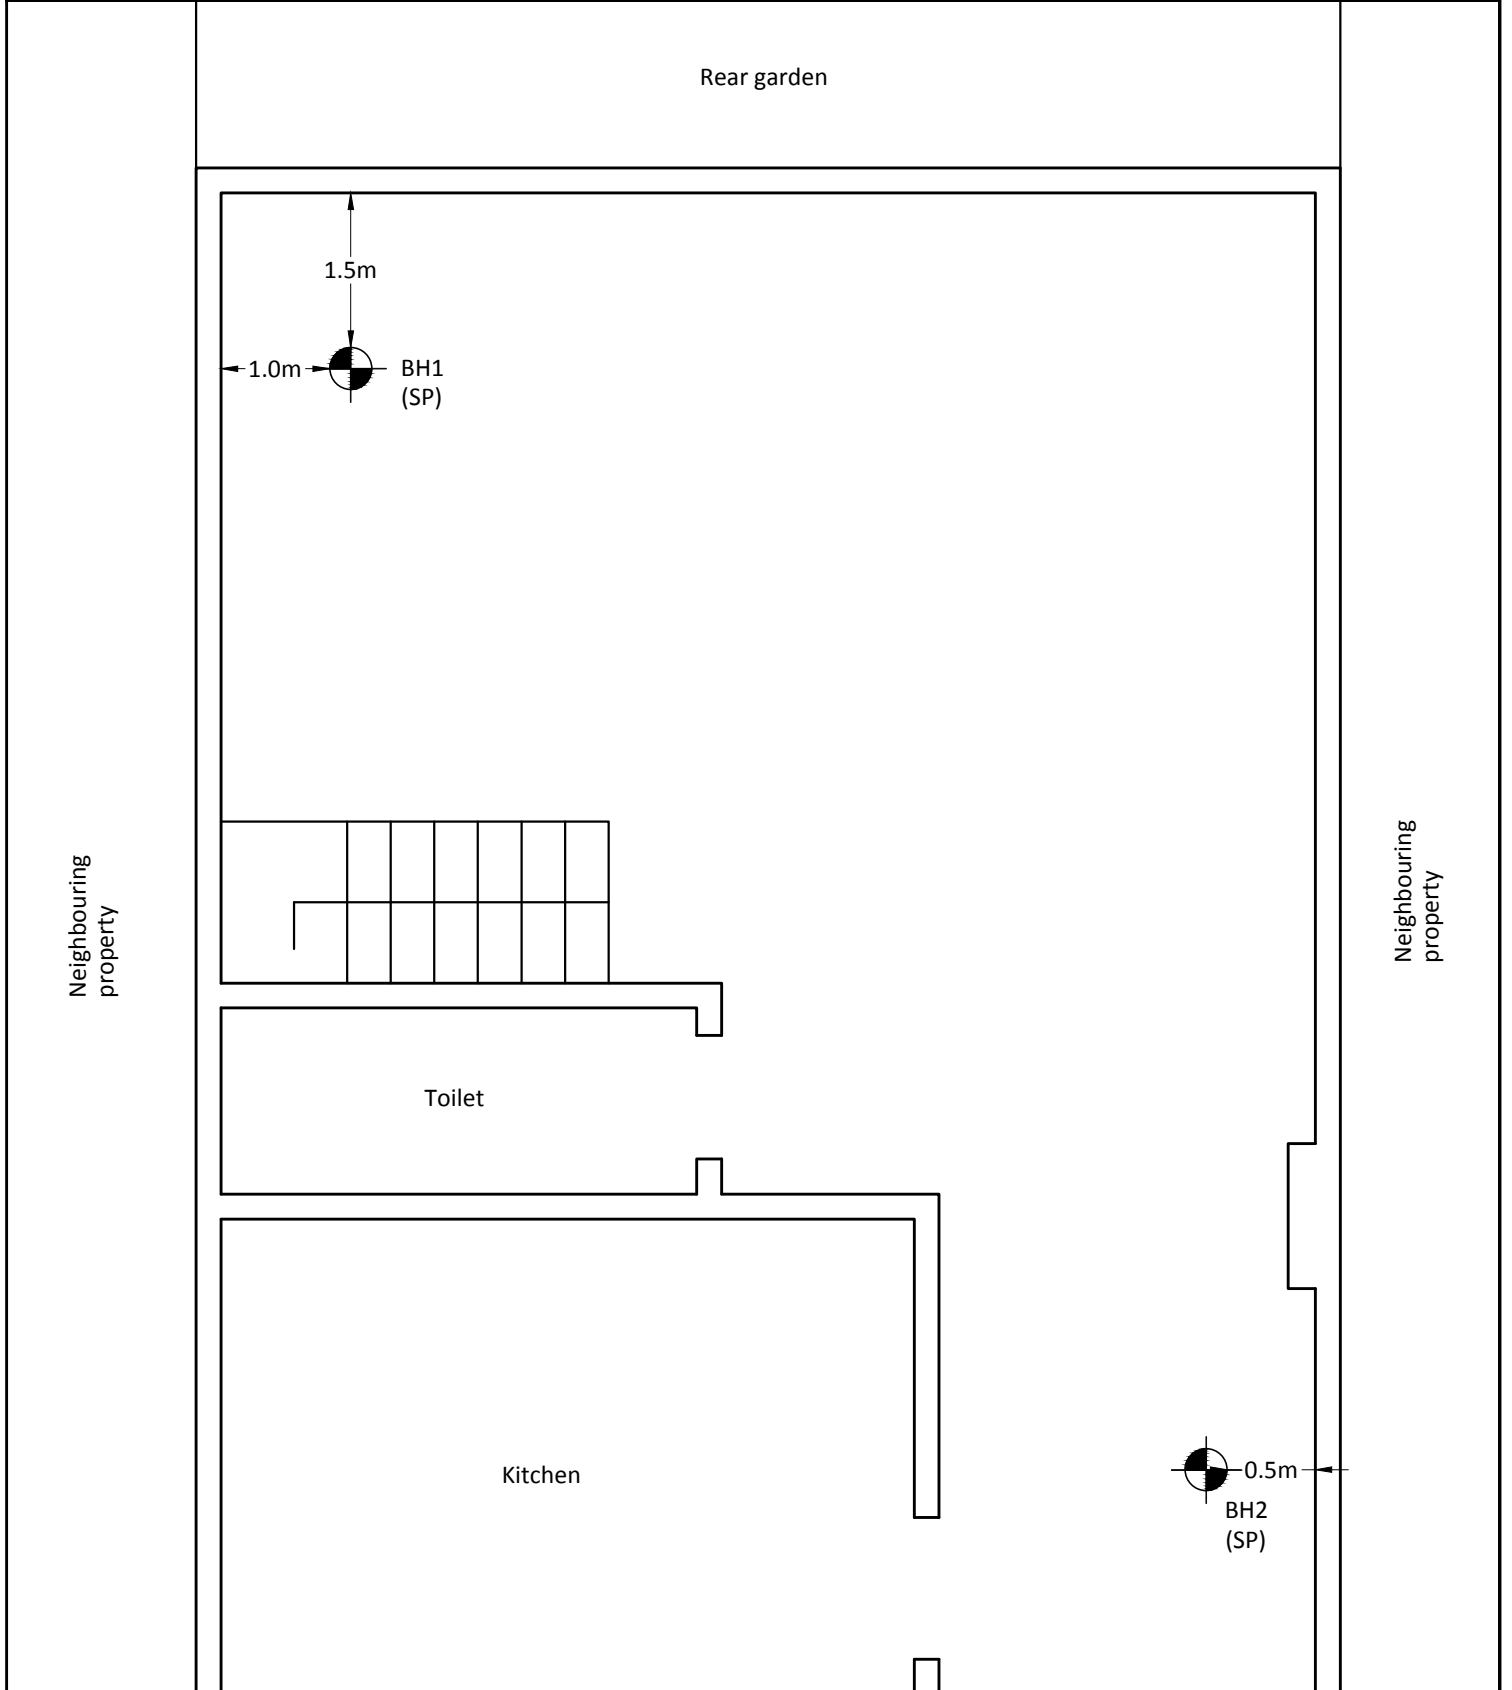 Rear garden
1.5m
1.0m
BH1
(SP)
Neighbouring
property
Neighbouring
property
Toilet
Kitchen
0.5m
BH2
(SP)